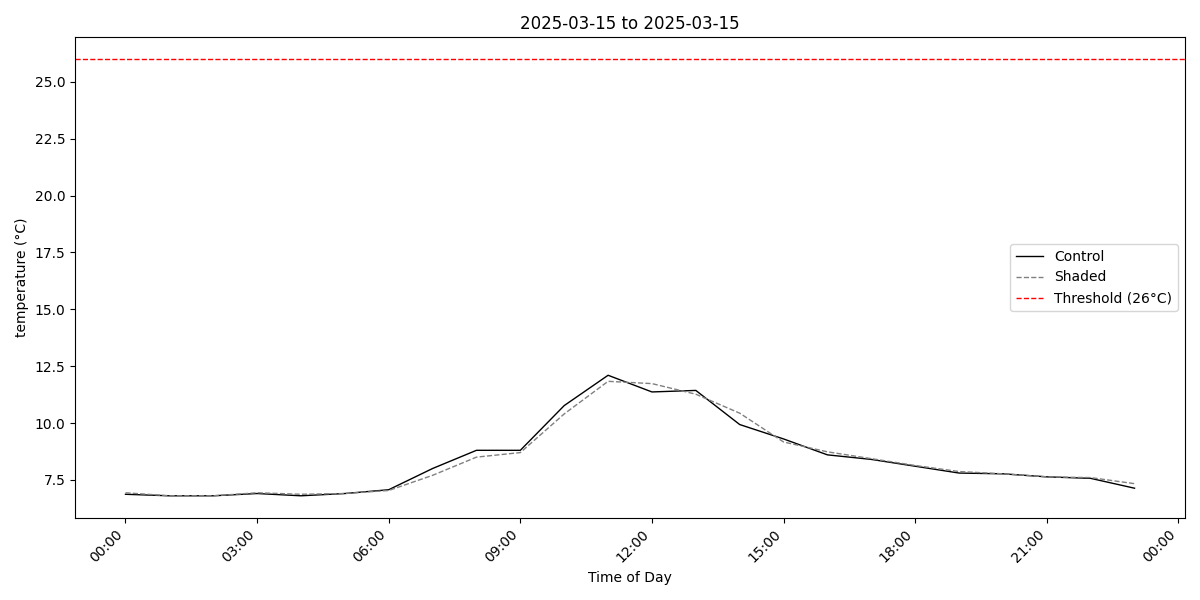 2025-03-15 to 2025-03-15
temperature (°C)
25.0
22.5
20.0
17.5
15.0
12.5
10.0
7.5
Control
Shaded
Threshold (26°C)
00:00
03:00
06:00
09:00
12:00
15:00
18:00
21:00
00:00
Time of Day